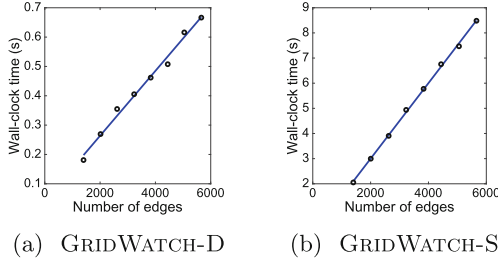 0.7
0.6
0.5
0.4
0.3
0.2
0.1
Wall-clock time (s)
0 2000 4000 6000
Number of edges
(a) GRIDWATCH-D
9
8
7
6
5
4
3
2
Wall-clock time (s)
0 2000 4000 6000
Number of edges
(b) GRIDWATCH-S